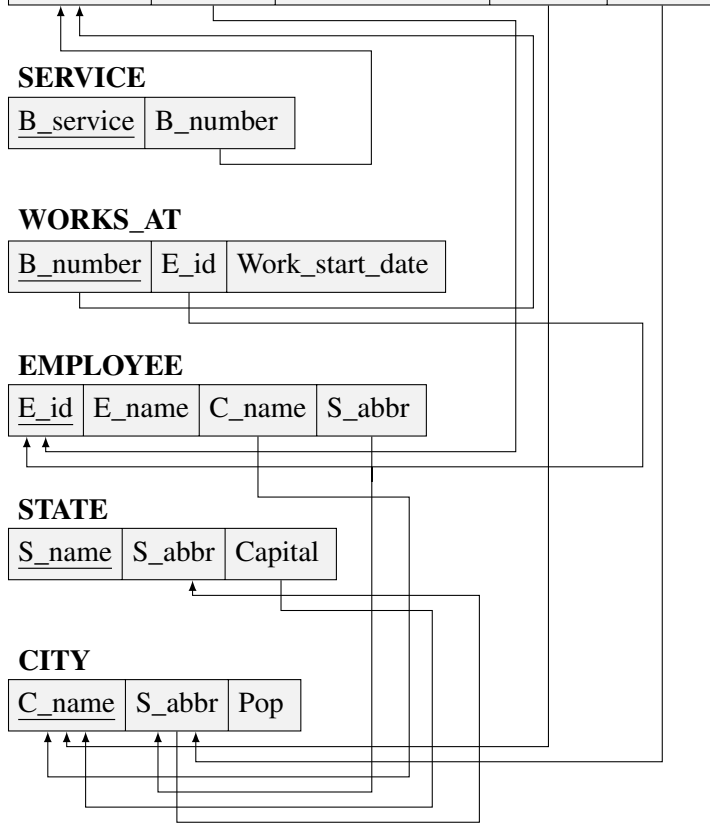 SERVICE
B_service B_number
WORKS_AT
B_number E_id Work_start_date
EMPLOYEE
E_id E_name C_name S_abbr
STATE
S_name S_abbr Capital
CITY
C_name S_abbr Pop